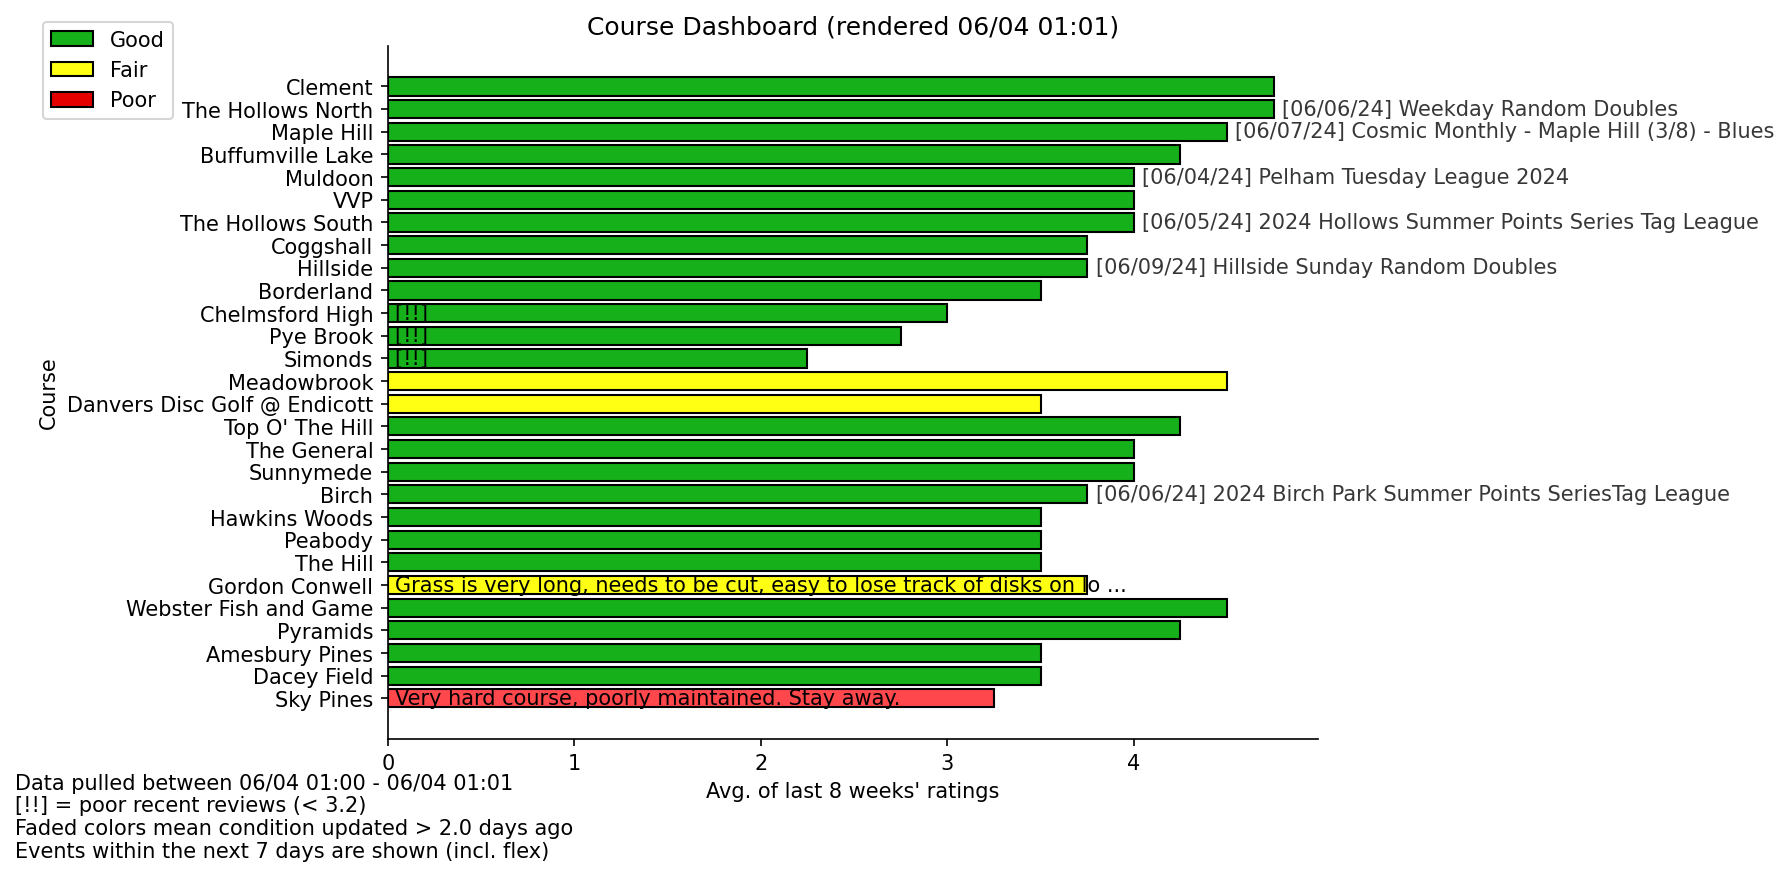 Course Dashboard (rendered 06/04 01:01)
Good
Fair
Poor
Course
Clement
The Hollows North [06/06/24] Weekday Random Doubles
Maple Hill [06/07/24] Cosmic Monthly - Maple Hill (3/8) - Blues
Buffumville Lake
Muldoon [06/04/24] Pelham Tuesday League 2024
VVP
The Hollows South [06/05/24] 2024 Hollows Summer Points Series Tag League
Coggshall
Hillside [06/09/24] Hillside Sunday Random Doubles
Borderland
Chelmsford High [!!]
Pye Brook [!!]
Simonds [!!]
Meadowbrook
Danvers Disc Golf @ Endicott
Top O' The Hill
The General
Sunnymede
Birch [06/06/24] 2024 Birch Park Summer Points SeriesTag League
Hawkins Woods
Peabody
The Hill
Gordon Conwell Grass is very long, needs to be cut, easy to lose track of disks on lo ...
Webster Fish and Game
Pyramids
Amesbury Pines
Dacey Field
Sky Pines Very hard course, poorly maintained. Stay away.
0 1 2 3 4
Avg. of last 8 weeks' ratings
Data pulled between 06/04 01:00 - 06/04 01:01
[!!] = poor recent reviews (< 3.2)
Faded colors mean condition updated > 2.0 days ago
Events within the next 7 days are shown (incl. flex)